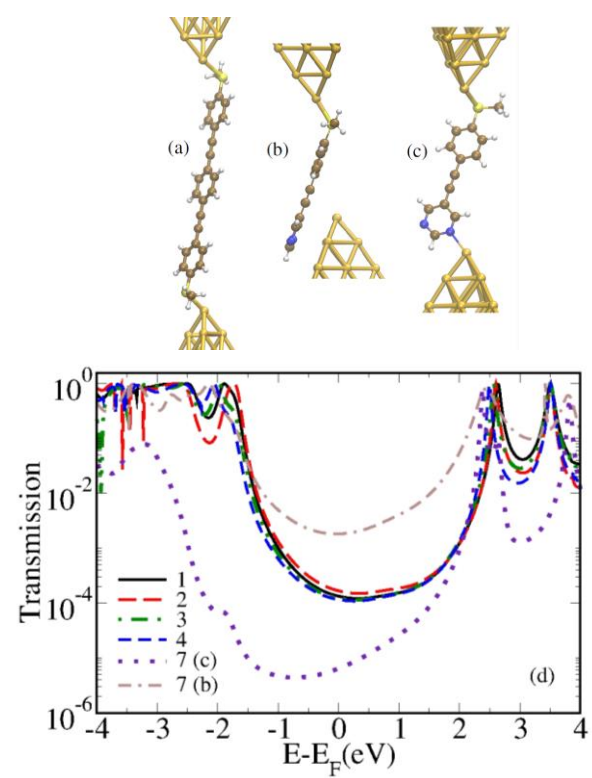 (a)
(b)
(c)
10^0
10^-2
10^-4
10^-6
Transmission
1
2
3
4
7 (c)
7 (b)
(d)
-4 -3 -2 -1 0 1 2 3 4
E-E_F(eV)